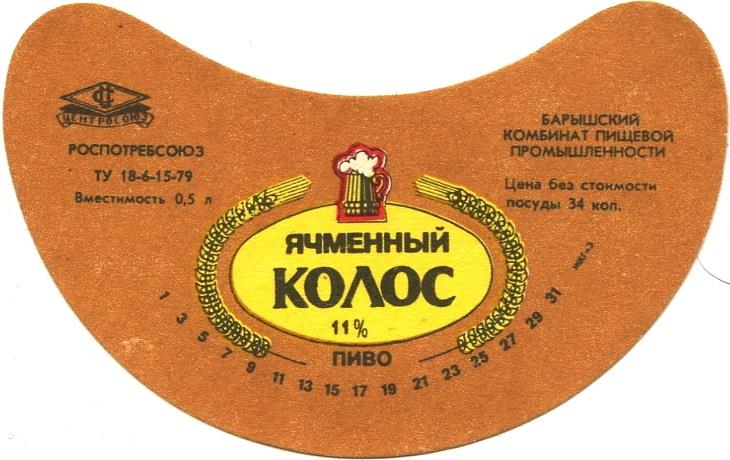 ЦЕНТРОСОЮЗ
РОСПОТРЕБСОЮЗ
ТУ 18-6-15-79
Вместимость 0,5 л
БАРЫШСКИЙ
КОМБИНАТ ПИЩЕВОЙ
ПРОМЫШЛЕННОСТИ
Цена без стоимости
посуды 34 коп.
ЯЧМЕННЫЙ
КОЛОС
11%
ПИВО
1 3 5 7 9 11 13 15 17 19 21 23 25 27 29 31